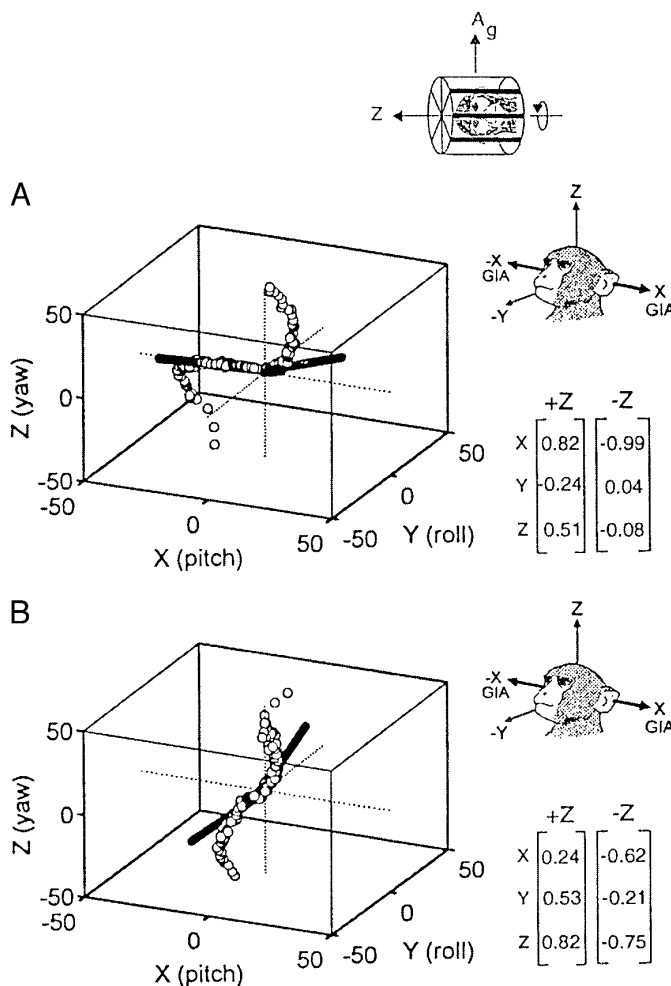 A g
Z
A
50
0
-50
Z (yaw)
-50
0
50
X (pitch)
-50
0
50
Y (roll)
Z
-X
GIA
-Y
X
GIA
+Z -Z
X 0.82 -0.99
Y -0.24 0.04
Z 0.51 -0.08
B
50
0
-50
Z (yaw)
-50
0
50
X (pitch)
-50
0
50
Y (roll)
Z
-X
GIA
-Y
X
GIA
+Z -Z
X 0.24 -0.62
Y 0.53 -0.21
Z 0.82 -0.75